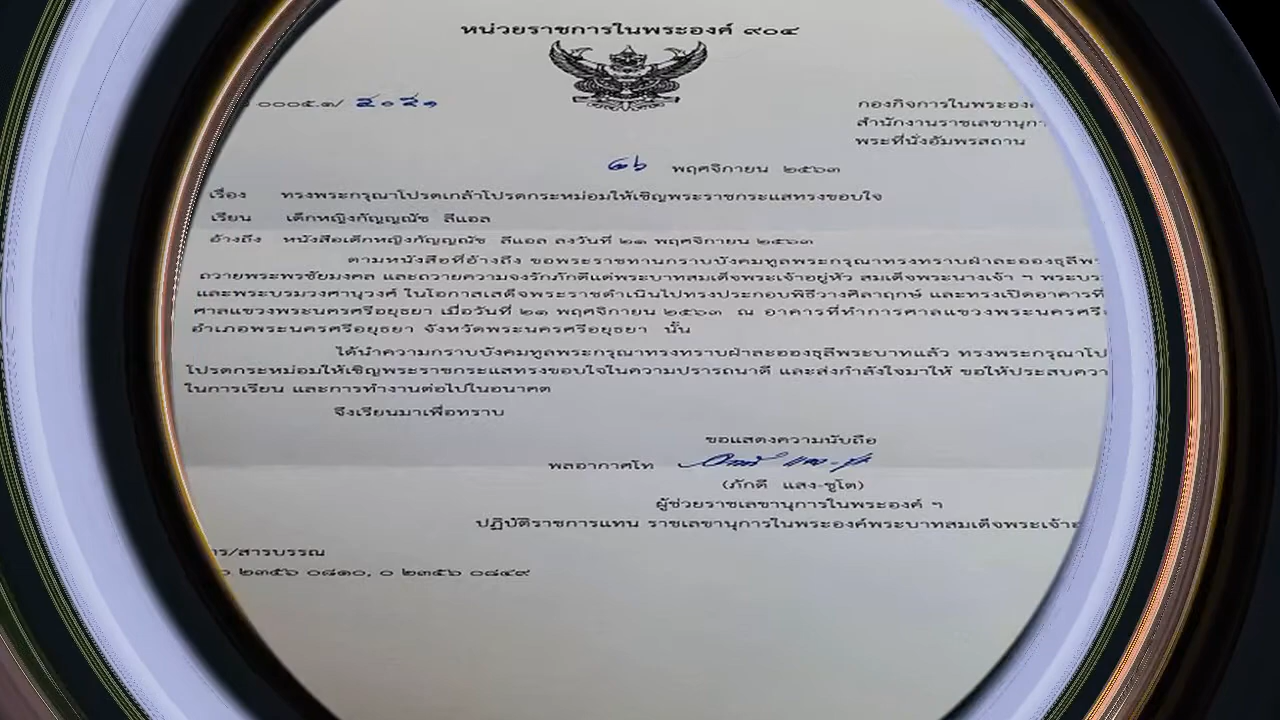 หน่วยราชการในพระองค์ ๙๐๔
๐๐๐๕.๑/
กองกิจการในพระองค์
สำนักงานราชเลขานุการ
พระที่นั่งอัมพรสถาน
๒๖ พฤศจิกายน ๒๕๖๓
เรื่อง ทรงพระกรุณาโปรดเกล้าโปรดกระหม่อมให้เชิญพระราชกระแสทรงขอบใจ
เรียน เด็กหญิงกัญญณัช ลีแอล
อ้างถึง หนังสือเด็กหญิงกัญญณัช ลีแอล ลงวันที่ ๒๑ พฤศจิกายน ๒๕๖๓
ตามหนังสือที่อ้างถึง ขอพระราชทานกราบบังคมทูลพระกรุณาทรงทราบฝ่าละอองธุลีพร
ถวายพระพรชัยมงคล และถวายความจงรักภักดีแด่พระบาทสมเด็จพระเจ้าอยู่หัว สมเด็จพระนางเจ้า ฯ พระบร
และพระบรมวงศานุวงศ์ ในโอกาสเสด็จพระราชดำเนินไปทรงประกอบพิธีวางศิลาฤกษ์ และทรงเปิดอาคารที่
ศาลแขวงพระนครศรีอยุธยา เมื่อวันที่ ๒๑ พฤศจิกายน ๒๕๖๓ ณ อาคารที่ทำการศาลแขวงพระนครศรี
อำเภอพระนครศรีอยุธยา จังหวัดพระนครศรีอยุธยา นั้น
ได้นำความกราบบังคมทูลพระกรุณาทรงทราบฝ่าละอองธุลีพระบาทแล้ว ทรงพระกรุณาโป
โปรดกระหม่อมให้เชิญพระราชกระแสทรงขอบใจในความปรารถนาดี และส่งกำลังใจมาให้ ขอให้ประสบควา
ในการเรียน และการทำงานต่อไปในอนาคต
จึงเรียนมาเพื่อทราบ
ขอแสดงความนับถือ
พลอากาศโท
(ภักดี แสง-ชูโต)
ผู้ช่วยราชเลขานุการในพระองค์ ฯ
ปฏิบัติราชการแทน ราชเลขานุการในพระองค์พระบาทสมเด็จพระเจ้าอ
าร/สารบรรณ
๐ ๒๓๕๖ ๐๘๑๐, ๐ ๒๓๕๖ ๐๘๔๙